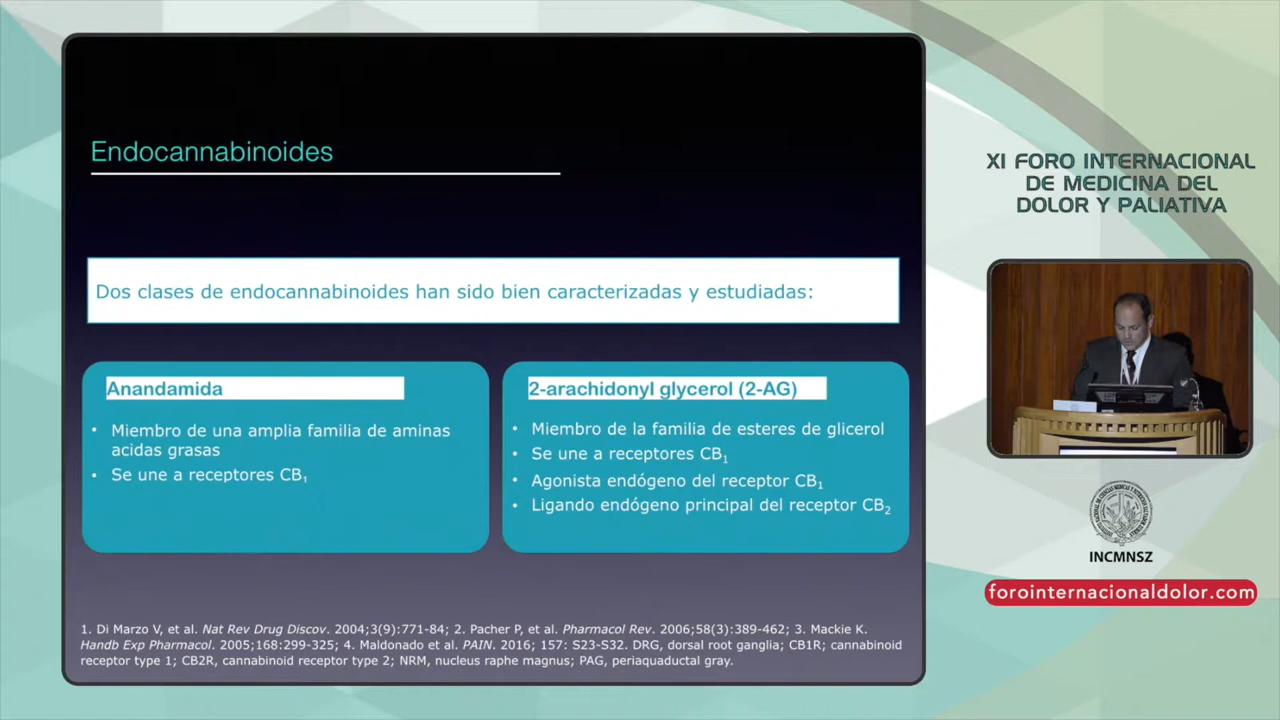 Endocannabinoides
Dos clases de endocannabinoides han sido bien caracterizadas y estudiadas:
Anandamida
• Miembro de una amplia familia de aminas
acidas grasas
• Se une a receptores CB₁
2-arachidonyl glycerol (2-AG)
• Miembro de la familia de esteres de glicerol
• Se une a receptores CB₁
• Agonista endógeno del receptor CB₁
• Ligando endógeno principal del receptor CB₂
1. Di Marzo V, et al. Nat Rev Drug Discov. 2004;3(9):771-84; 2. Pacher P, et al. Pharmacol Rev. 2006;58(3):389-462; 3. Mackie K.
Handb Exp Pharmacol. 2005;168:299-325; 4. Maldonado et al. PAIN. 2016; 157: S23-S32. DRG, dorsal root ganglia; CB1R; cannabinoid
receptor type 1; CB2R, cannabinoid receptor type 2; NRM, nucleus raphe magnus; PAG, periaquaductal gray.
XI FORO INTERNACIONAL
DE MEDICINA DEL
DOLOR Y PALIATIVA
INCMNSZ
forointernacionaldolor.com